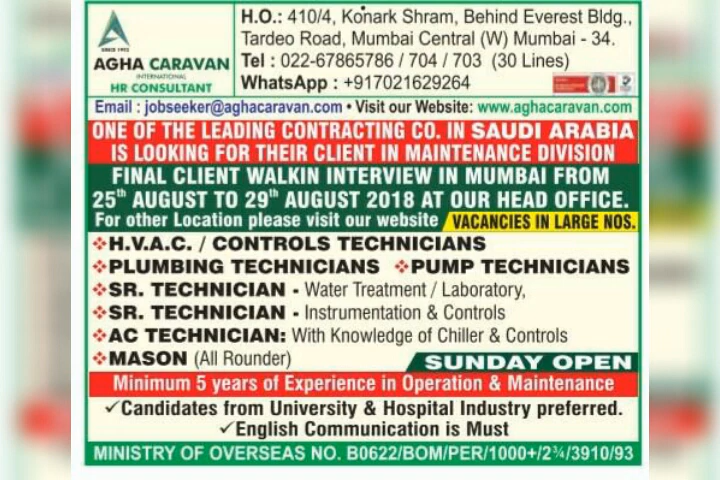 SINCE 1993
AGHA CARAVAN
INTERNATIONAL
HR CONSULTANT
H.O.: 410/4, Konark Shram, Behind Everest Bldg.,
Tardeo Road, Mumbai Central (W) Mumbai - 34.
Tel : 022-67865786 / 704 / 703 (30 Lines)
WhatsApp : +917021629264
Email : jobseeker@aghacaravan.com • Visit our Website: www.aghacaravan.com
ONE OF THE LEADING CONTRACTING CO. IN SAUDI ARABIA
IS LOOKING FOR THEIR CLIENT IN MAINTENANCE DIVISION
FINAL CLIENT WALKIN INTERVIEW IN MUMBAI FROM
25th AUGUST TO 29th AUGUST 2018 AT OUR HEAD OFFICE.
For other Location please visit our website VACANCIES IN LARGE NOS.
❖H.V.A.C. / CONTROLS TECHNICIANS
❖PLUMBING TECHNICIANS ❖PUMP TECHNICIANS
❖SR. TECHNICIAN - Water Treatment / Laboratory,
❖SR. TECHNICIAN - Instrumentation & Controls
❖AC TECHNICIAN: With Knowledge of Chiller & Controls
❖MASON (All Rounder) SUNDAY OPEN
Minimum 5 years of Experience in Operation & Maintenance
✓Candidates from University & Hospital Industry preferred.
✓English Communication is Must
MINISTRY OF OVERSEAS NO. B0622/BOM/PER/1000+/2¾/3910/93